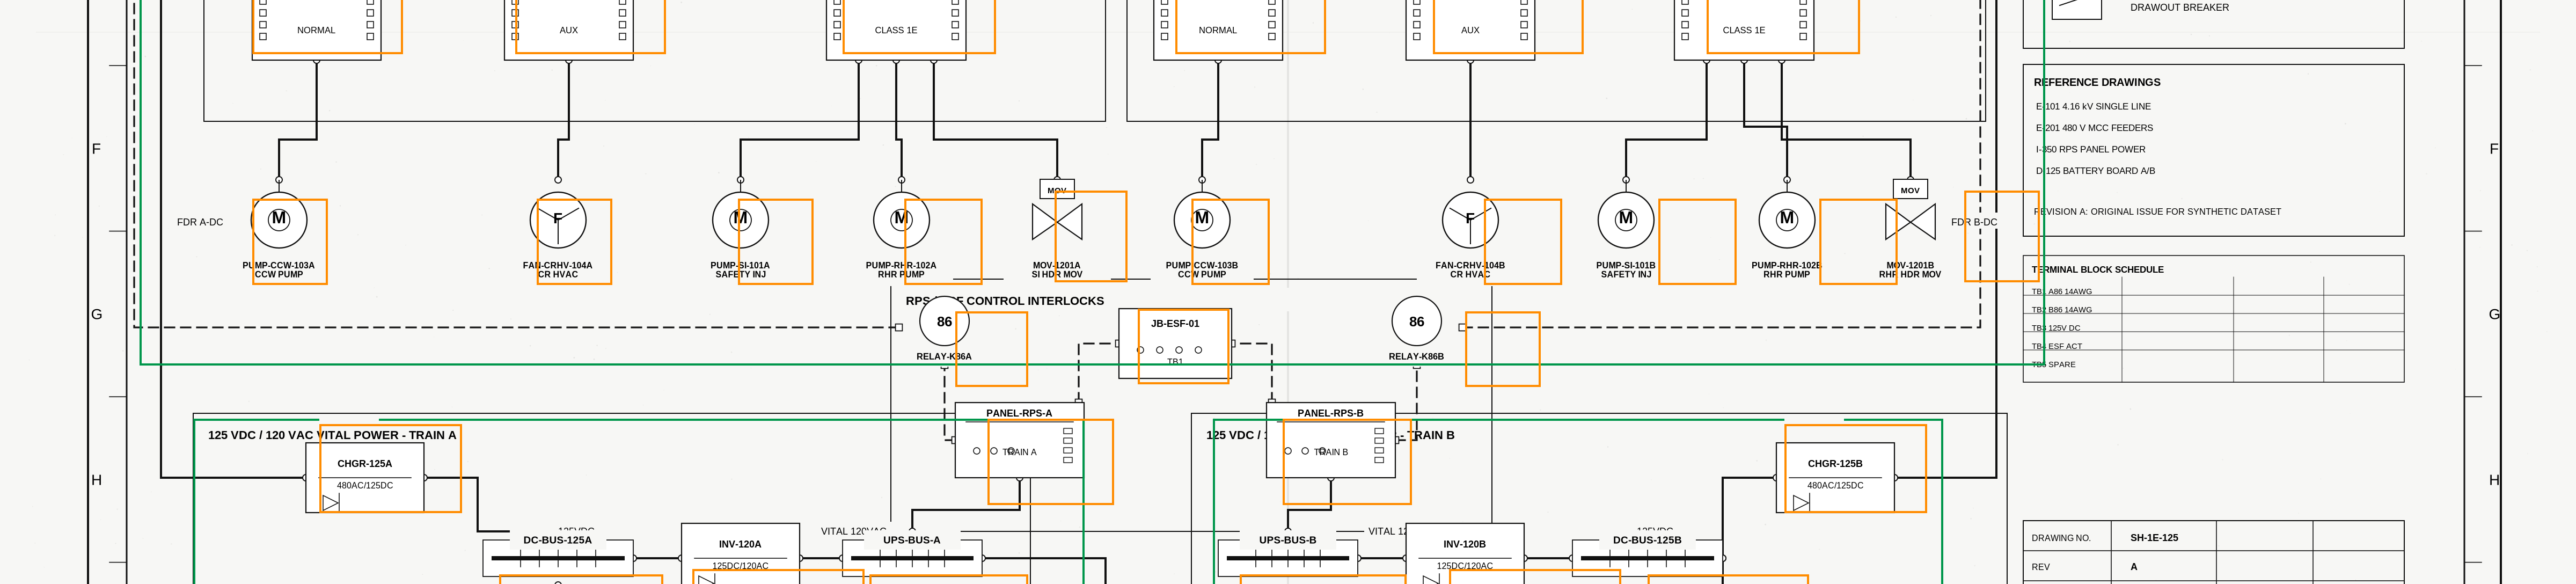 NORMAL
AUX
CLASS 1E
NORMAL
AUX
CLASS 1E
DRAWOUT BREAKER
REFERENCE DRAWINGS
E-101 4.16 kV SINGLE LINE
E-201 480 V MCC FEEDERS
I-350 RPS PANEL POWER
D-125 BATTERY BOARD A/B
REVISION A: ORIGINAL ISSUE FOR SYNTHETIC DATASET
F
F
MOV
MOV
FDR A-DC
M
F
M
M
M
F
M
M
FDR B-DC
PUMP-CCW-103A
CCW PUMP
FAN-CRHV-104A
CR HVAC
PUMP-SI-101A
SAFETY INJ
PUMP-RHR-102A
RHR PUMP
MOV-1201A
SI HDR MOV
PUMP-CCW-103B
CCW PUMP
FAN-CRHV-104B
CR HVAC
PUMP-SI-101B
SAFETY INJ
PUMP-RHR-102B
RHR PUMP
MOV-1201B
RHR HDR MOV
TERMINAL BLOCK SCHEDULE
TB1 A86 14AWG
TB2 B86 14AWG
TB3 125V DC
TB4 ESF ACT
TB5 SPARE
RPS CONTROL INTERLOCKS
G
G
86
JB-ESF-01
TB1
86
RELAY-K86A
RELAY-K86B
PANEL-RPS-A
TRAIN A
PANEL-RPS-B
TRAIN B
125 VDC / 120 VAC VITAL POWER - TRAIN A
125 VDC / - TRAIN B
H
H
CHGR-125A
480AC/125DC
CHGR-125B
480AC/125DC
125VDC
VITAL 120VAC
VITAL
125VDC
DC-BUS-125A
INV-120A
125DC/120AC
UPS-BUS-A
UPS-BUS-B
INV-120B
125DC/120AC
DC-BUS-125B
DRAWING NO. SH-1E-125
REV A